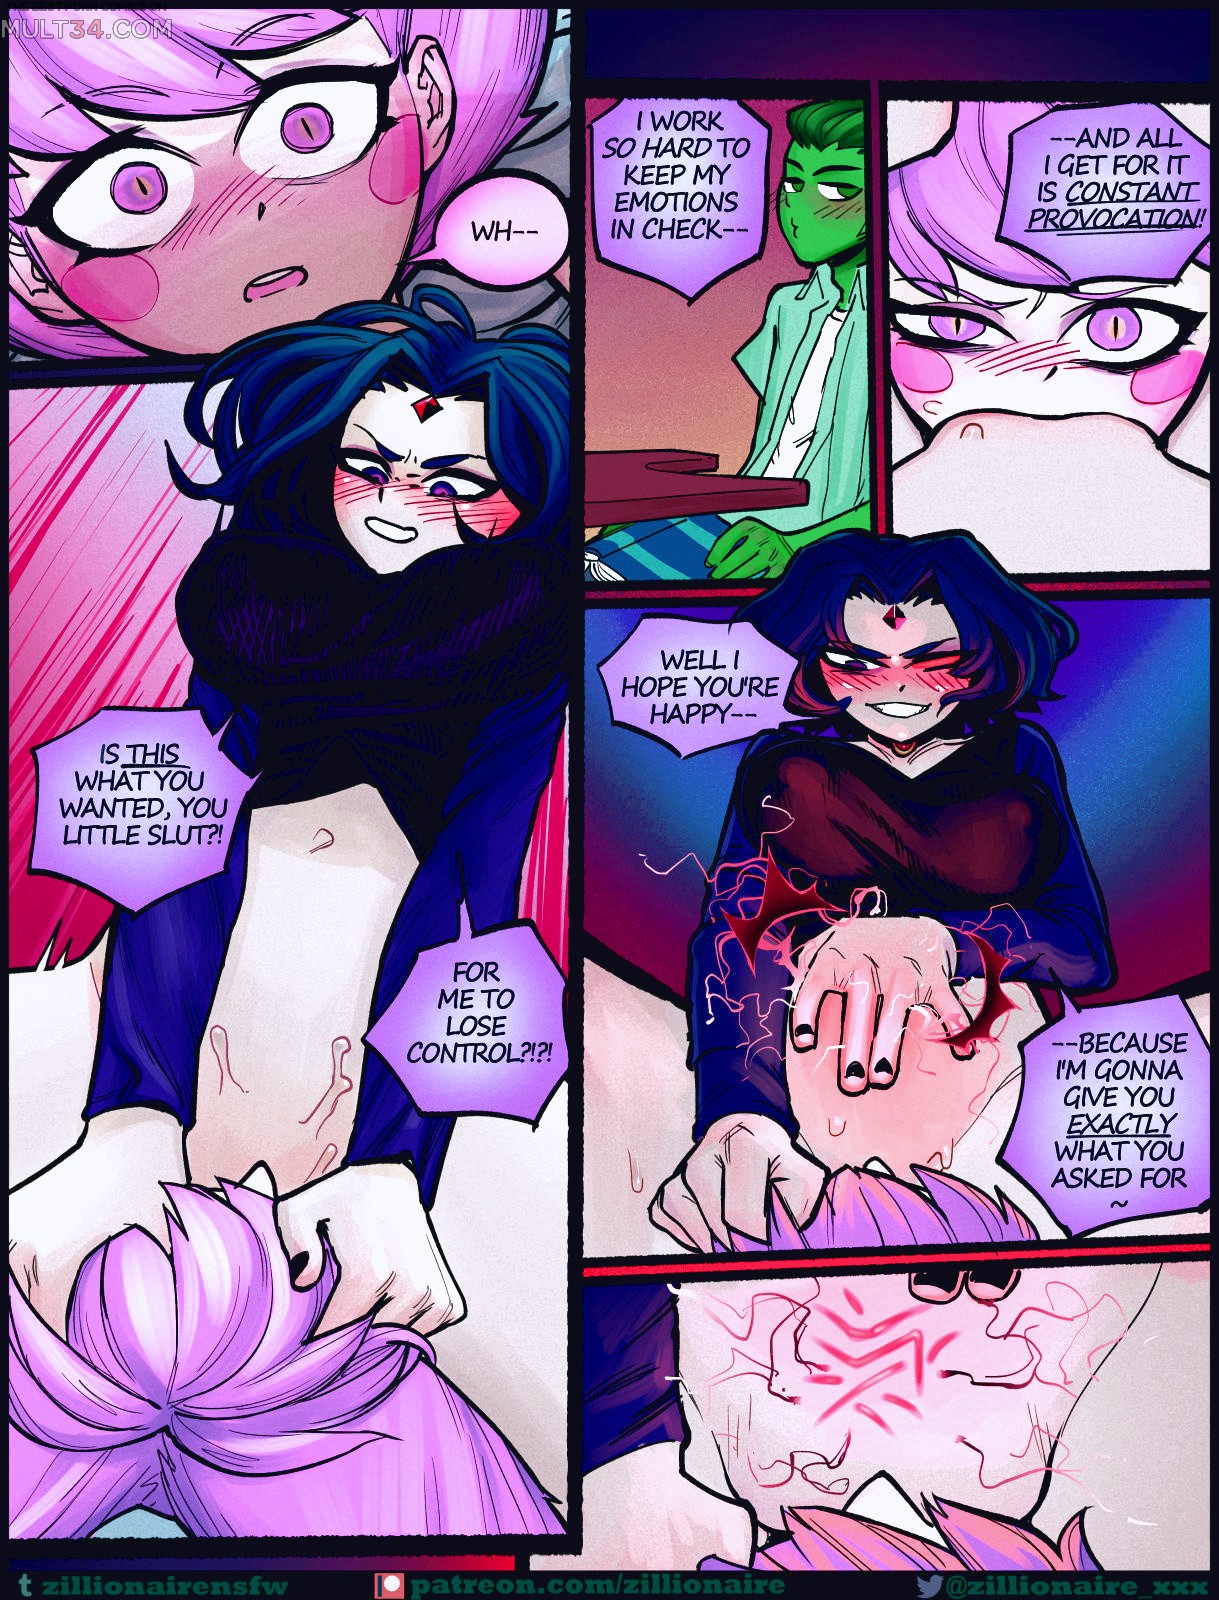 MULT34.COM
WH--
IS THIS
WHAT YOU
WANTED, YOU
LITTLE SLUT?!
FOR
ME TO
LOSE
CONTROL?!?!
I WORK
SO HARD TO
KEEP MY
EMOTIONS
IN CHECK--
--AND ALL
I GET FOR IT
IS CONSTANT
PROVOCATION!
WELL I
HOPE YOU'RE
HAPPY--
--BECAUSE
I'M GONNA
GIVE YOU
EXACTLY
WHAT YOU
ASKED FOR
~
t zillionairensfw
patreon.com/zillionaire
@zillionaire_xxx